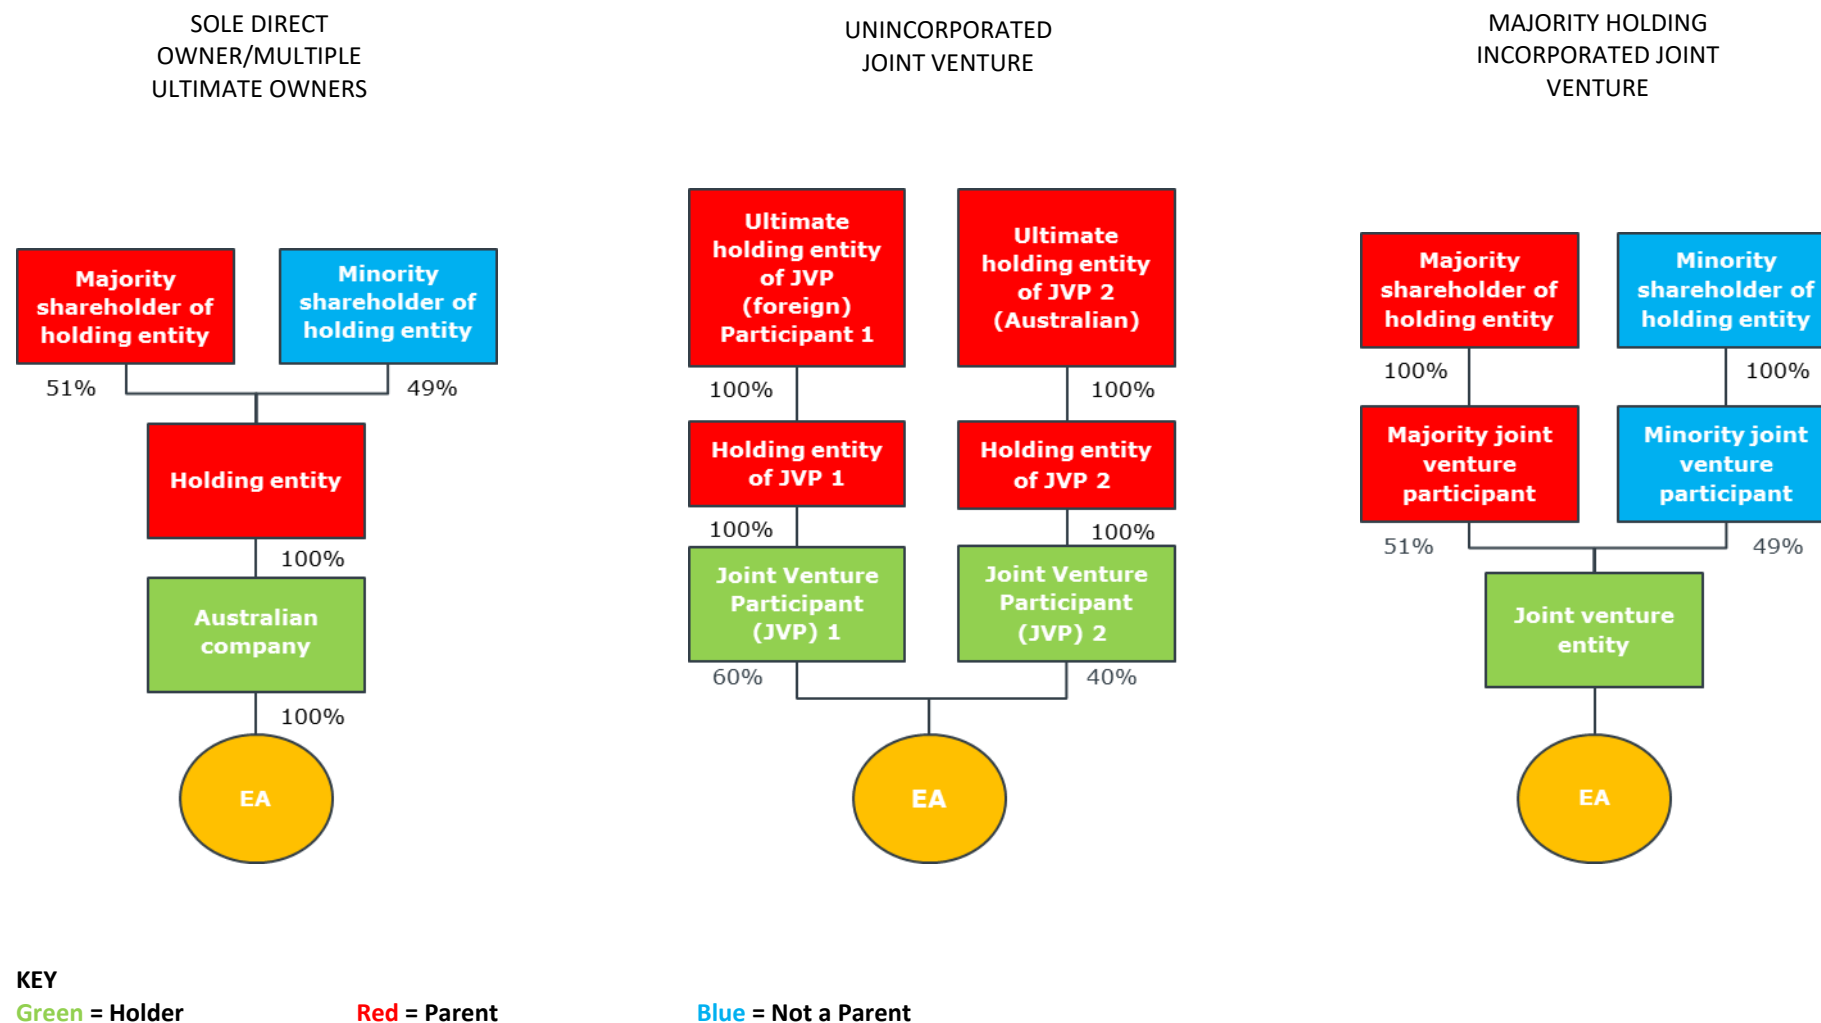 SOLE DIRECT
OWNER/MULTIPLE
ULTIMATE OWNERS
Majority
shareholder of
holding entity
Minority
shareholder of
holding entity
51%
49%
Holding entity
100%
Australian
company
100%
EA
UNINCORPORATED
JOINT VENTURE
Ultimate
holding entity
of JVP
(foreign)
Participant 1
Ultimate
holding entity
of JVP 2
(Australian)
100%
100%
Holding entity
of JVP 1
Holding entity
of JVP 2
100%
100%
Joint Venture
Participant
(JVP) 1
Joint Venture
Participant
(JVP) 2
60%
40%
EA
MAJORITY HOLDING
INCORPORATED JOINT
VENTURE
Majority
shareholder of
holding entity
Minority
shareholder of
holding entity
100%
100%
Majority joint
venture
participant
Minority joint
venture
participant
51%
49%
Joint venture
entity
EA
KEY
Green = Holder
Red = Parent
Blue = Not a Parent